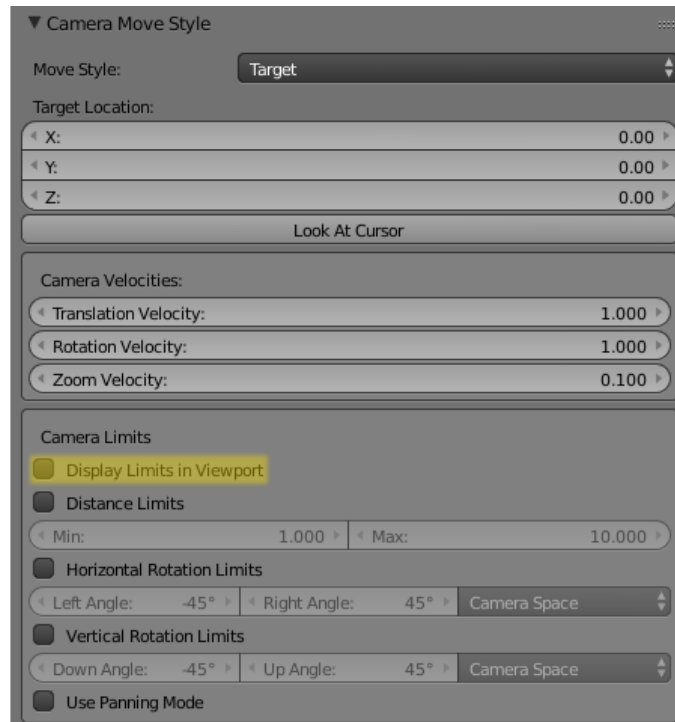 Camera Move Style
Move Style: Target
Target Location:
X: 0.00
Y: 0.00
Z: 0.00
Look At Cursor
Camera Velocities:
Translation Velocity: 1.000
Rotation Velocity: 1.000
Zoom Velocity: 0.100
Camera Limits
Display Limits in Viewport
Distance Limits
Min: 1.000 Max: 10.000
Horizontal Rotation Limits
Left Angle: -45° Right Angle: 45° Camera Space
Vertical Rotation Limits
Down Angle: -45° Up Angle: 45° Camera Space
Use Panning Mode